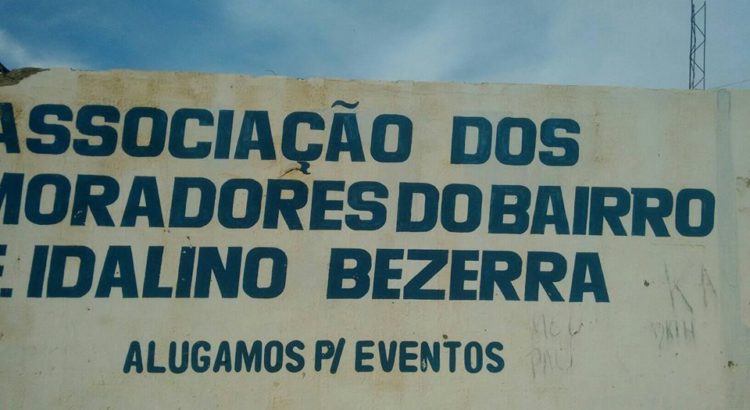 ASSOCIAÇÃO DOS
MORADORES DO BAIRRO
E IDALINO BEZERRA
ALUGAMOS P/ EVENTOS